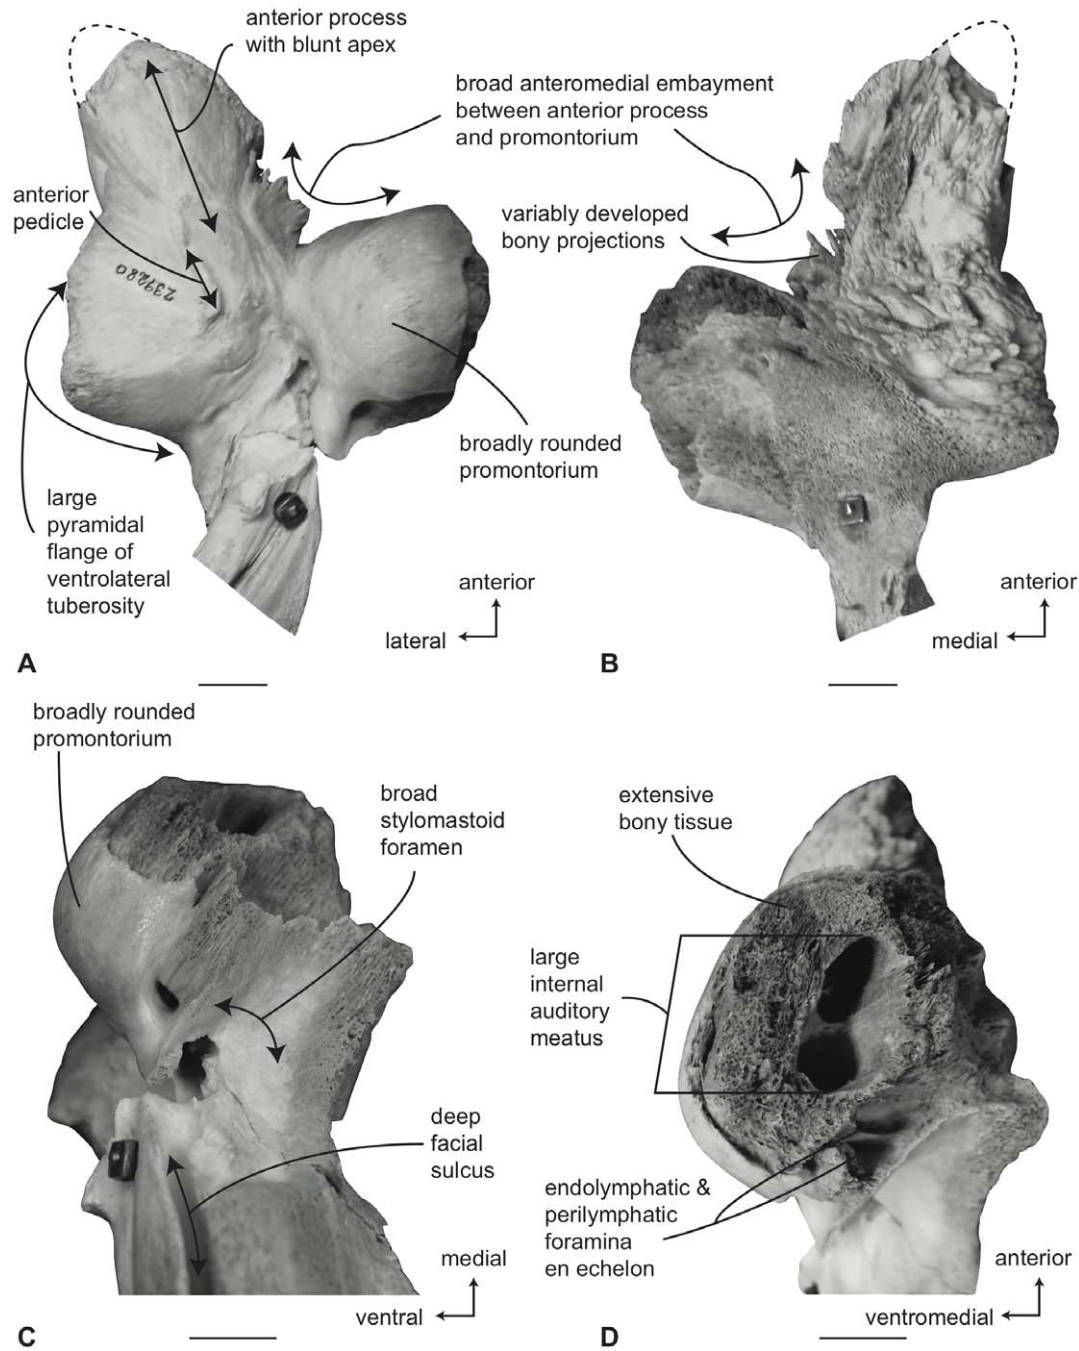 anterior process
with blunt apex
broad anteromedial embayment
between anterior process
and promontorium
anterior
pedicle
variably developed
bony projections
239280
broadly rounded
promontorium
large
pyramidal
flange of
ventrolateral
tuberosity
anterior
lateral
A
anterior
medial
B
broadly rounded
promontorium
broad
stylomastoid
foramen
deep
facial
sulcus
medial
ventral
C
extensive
bony tissue
large
internal
auditory
meatus
endolymphatic &
perilymphatic
foramina
en echelon
anterior
ventromedial
D